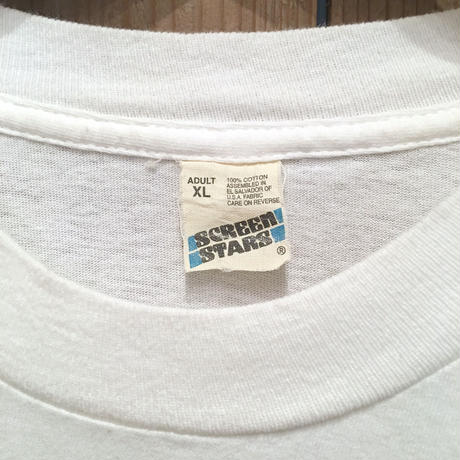 ADULT
XL
100% COTTON
ASSEMBLED IN
EL SALVADOR OF
U.S.A. FABRIC
CARE ON REVERSE
SCREEN
STARS®